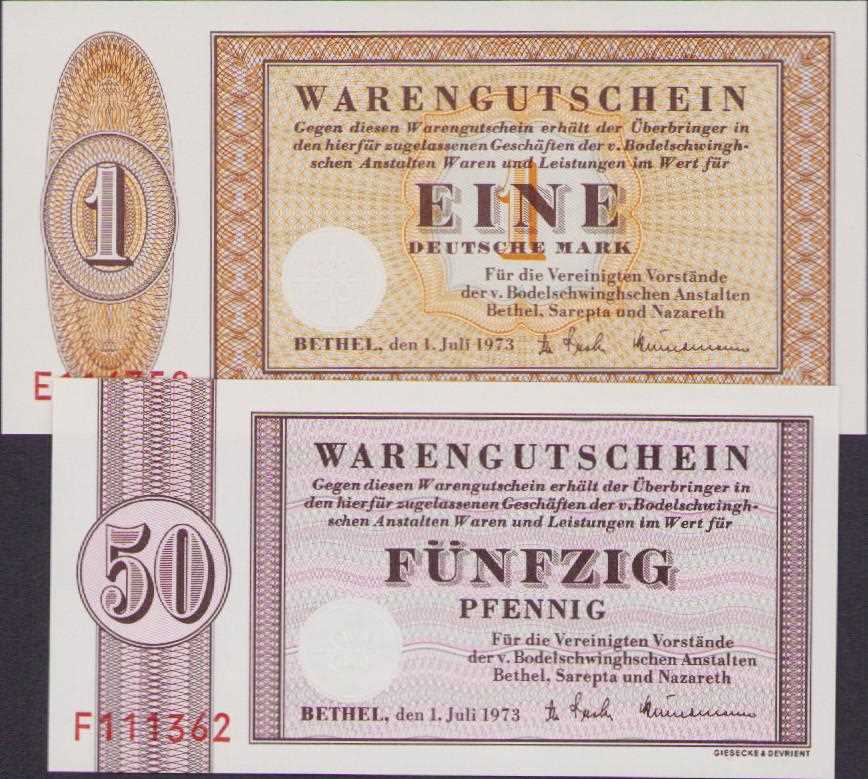 1
WARENGUTSCHEIN
Gegen diesen Warengutschein erhält der Überbringer in
den hierfür zugelassenen Geschäften der v. Bodelschwingh-
schen Anstalten Waren und Leistungen im Wert für
1
EINE
DEUTSCHE MARK
Für die Vereinigten Vorstände
der v. Bodelschwinghschen Anstalten
Bethel, Sarepta und Nazareth
BETHEL, den 1. Juli 1973
50
WARENGUTSCHEIN
Gegen diesen Warengutschein erhält der Überbringer in
den hierfür zugelassenen Geschäften der v. Bodelschwingh-
schen Anstalten Waren und Leistungen im Wert für
FÜNFZIG
PFENNIG
Für die Vereinigten Vorstände
der v. Bodelschwinghschen Anstalten
Bethel, Sarepta und Nazareth
BETHEL, den 1. Juli 1973
F111362
GIESECKE & DEVRIENT